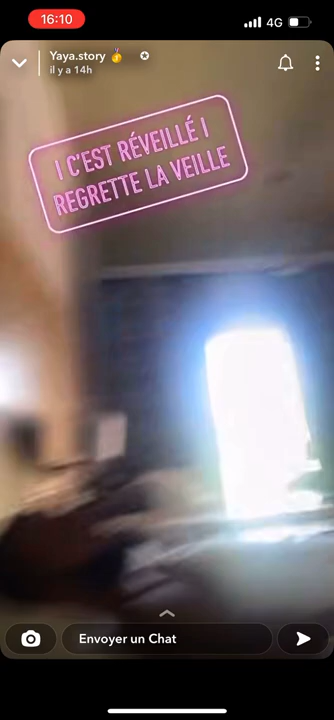 16:10
4G
Yaya.story 🏅
il y a 14h
I C'EST RÉVEILLÉ I
REGRETTE LA VEILLE
Envoyer un Chat